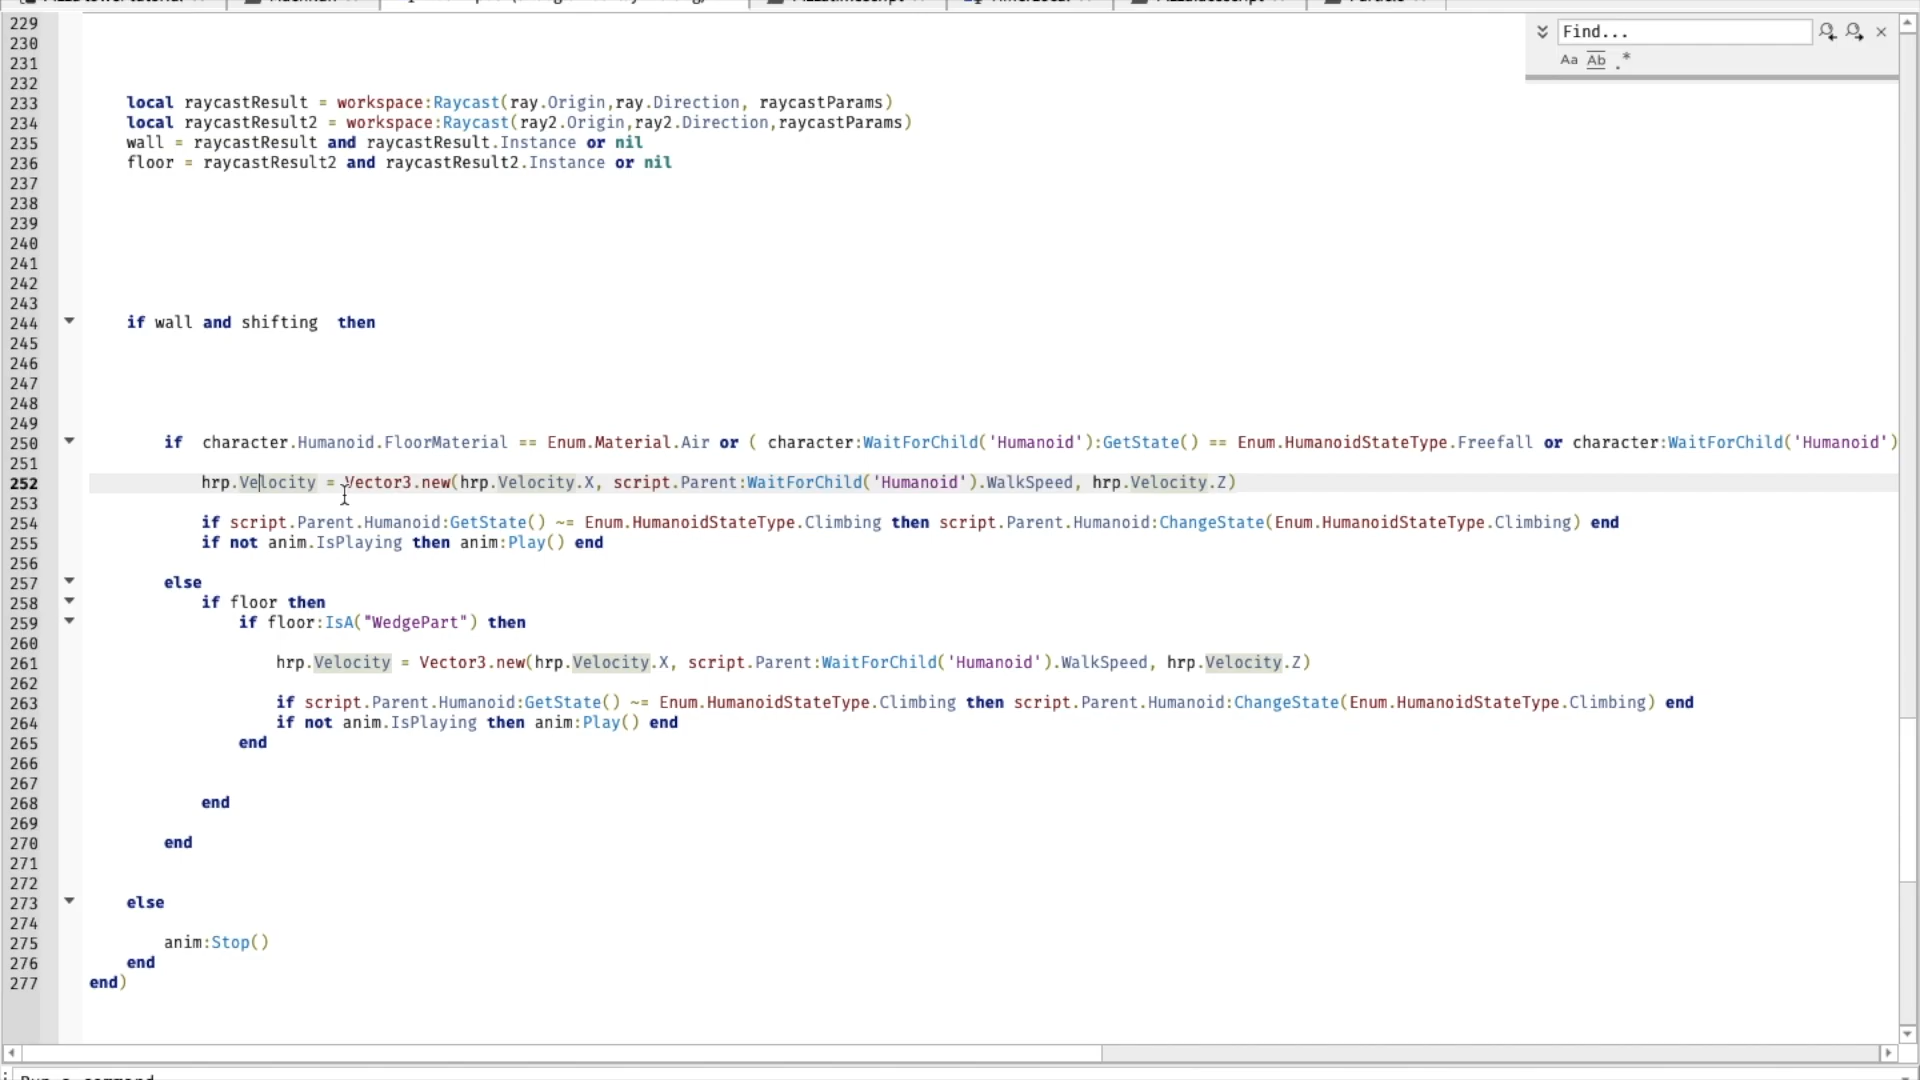 229
230
231
232
233 local raycastResult = workspace:Raycast(ray.Origin,ray.Direction, raycastParams)
234 local raycastResult2 = workspace:Raycast(ray2.Origin,ray2.Direction,raycastParams)
235 wall = raycastResult and raycastResult.Instance or nil
236 floor = raycastResult2 and raycastResult2.Instance or nil
237
238
239
240
241
242
243
244 if wall and shifting  then
245
246
247
248
249
250 if  character.Humanoid.FloorMaterial == Enum.Material.Air or ( character:WaitForChild('Humanoid'):GetState() == Enum.HumanoidStateType.Freefall or character:WaitForChild('Humanoid')
251
252 hrp.Velocity = Vector3.new(hrp.Velocity.X, script.Parent:WaitForChild('Humanoid').WalkSpeed, hrp.Velocity.Z)
253
254 if script.Parent.Humanoid:GetState() ~= Enum.HumanoidStateType.Climbing then script.Parent.Humanoid:ChangeState(Enum.HumanoidStateType.Climbing) end
255 if not anim.IsPlaying then anim:Play() end
256
257 else
258 if floor then
259 if floor:IsA("WedgePart") then
260
261 hrp.Velocity = Vector3.new(hrp.Velocity.X, script.Parent:WaitForChild('Humanoid').WalkSpeed, hrp.Velocity.Z)
262
263 if script.Parent.Humanoid:GetState() ~= Enum.HumanoidStateType.Climbing then script.Parent.Humanoid:ChangeState(Enum.HumanoidStateType.Climbing) end
264 if not anim.IsPlaying then anim:Play() end
265 end
266
267
268 end
269
270 end
271
272
273 else
274
275 anim:Stop()
276 end
277 end)
Find...
Aa Ab .*